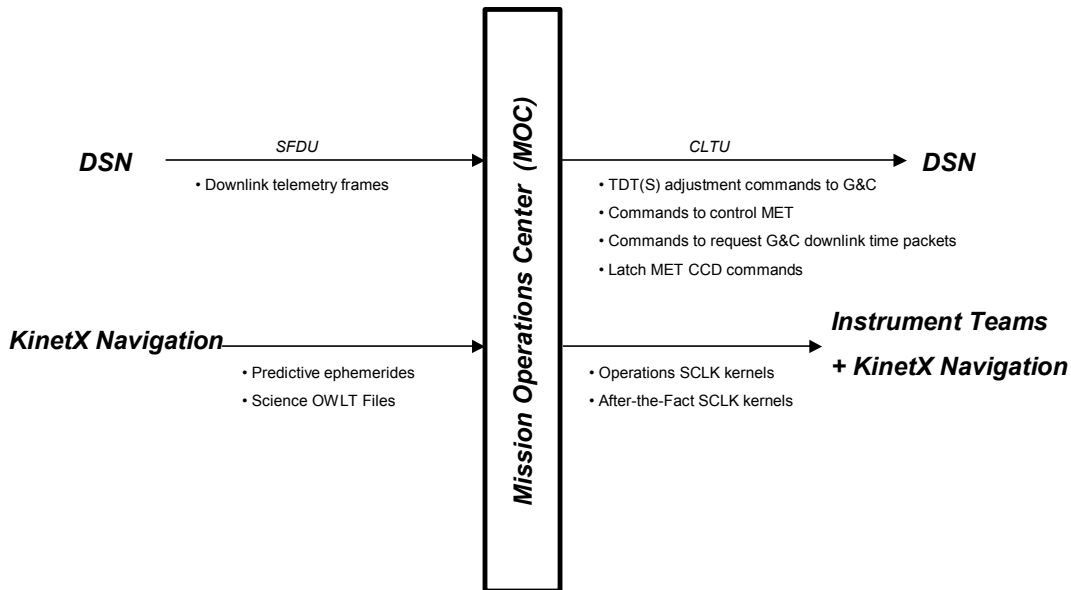 DSN
SFDU
• Downlink telemetry frames
KinetX Navigation
• Predictive ephemerides
• Science OWLT Files
Mission Operations Center (MOC)
CLTU
DSN
• TDT(S) adjustment commands to G&C
• Commands to control MET
• Commands to request G&C downlink time packets
• Latch MET CCD commands
Instrument Teams
+ KinetX Navigation
• Operations SCLK kernels
• After-the-Fact SCLK kernels